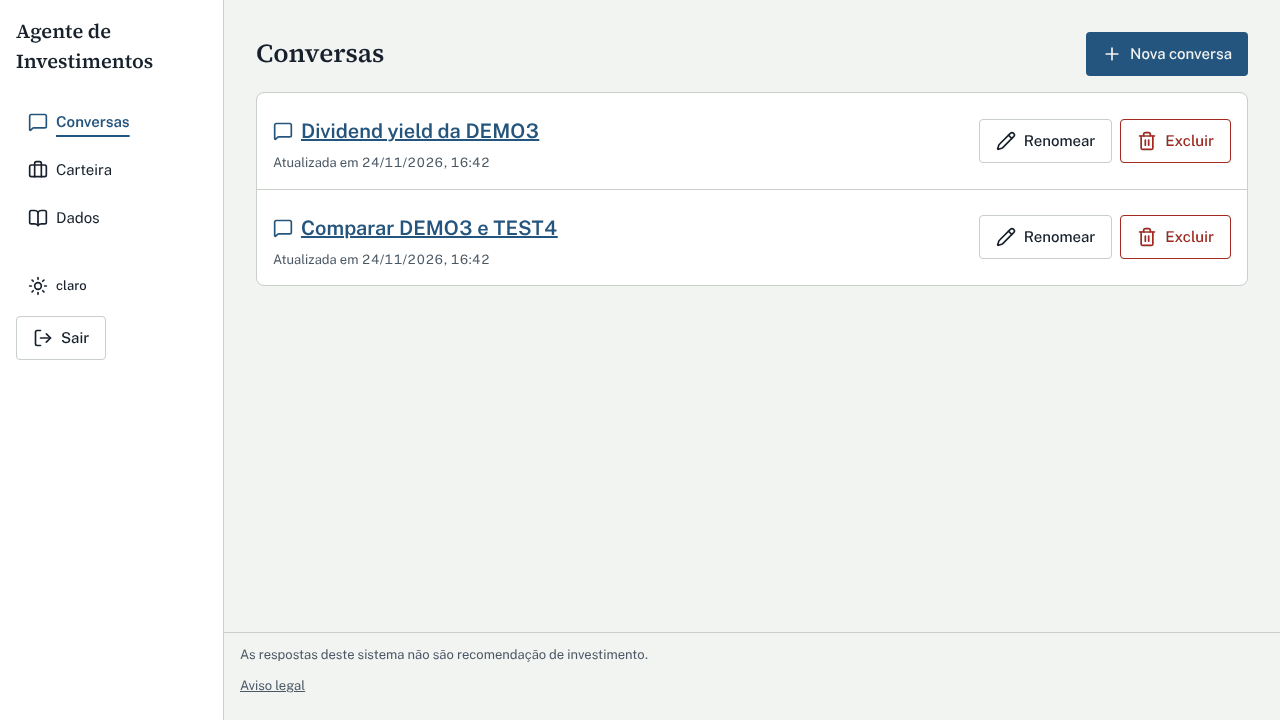 Agente de
Investimentos
Conversas
Carteira
Dados
claro
Sair
Conversas
Nova conversa
Dividend yield da DEMO3
Atualizada em 24/11/2026, 16:42
Renomear
Excluir
Comparar DEMO3 e TEST4
Atualizada em 24/11/2026, 16:42
Renomear
Excluir
As respostas deste sistema não são recomendação de investimento.
Aviso legal